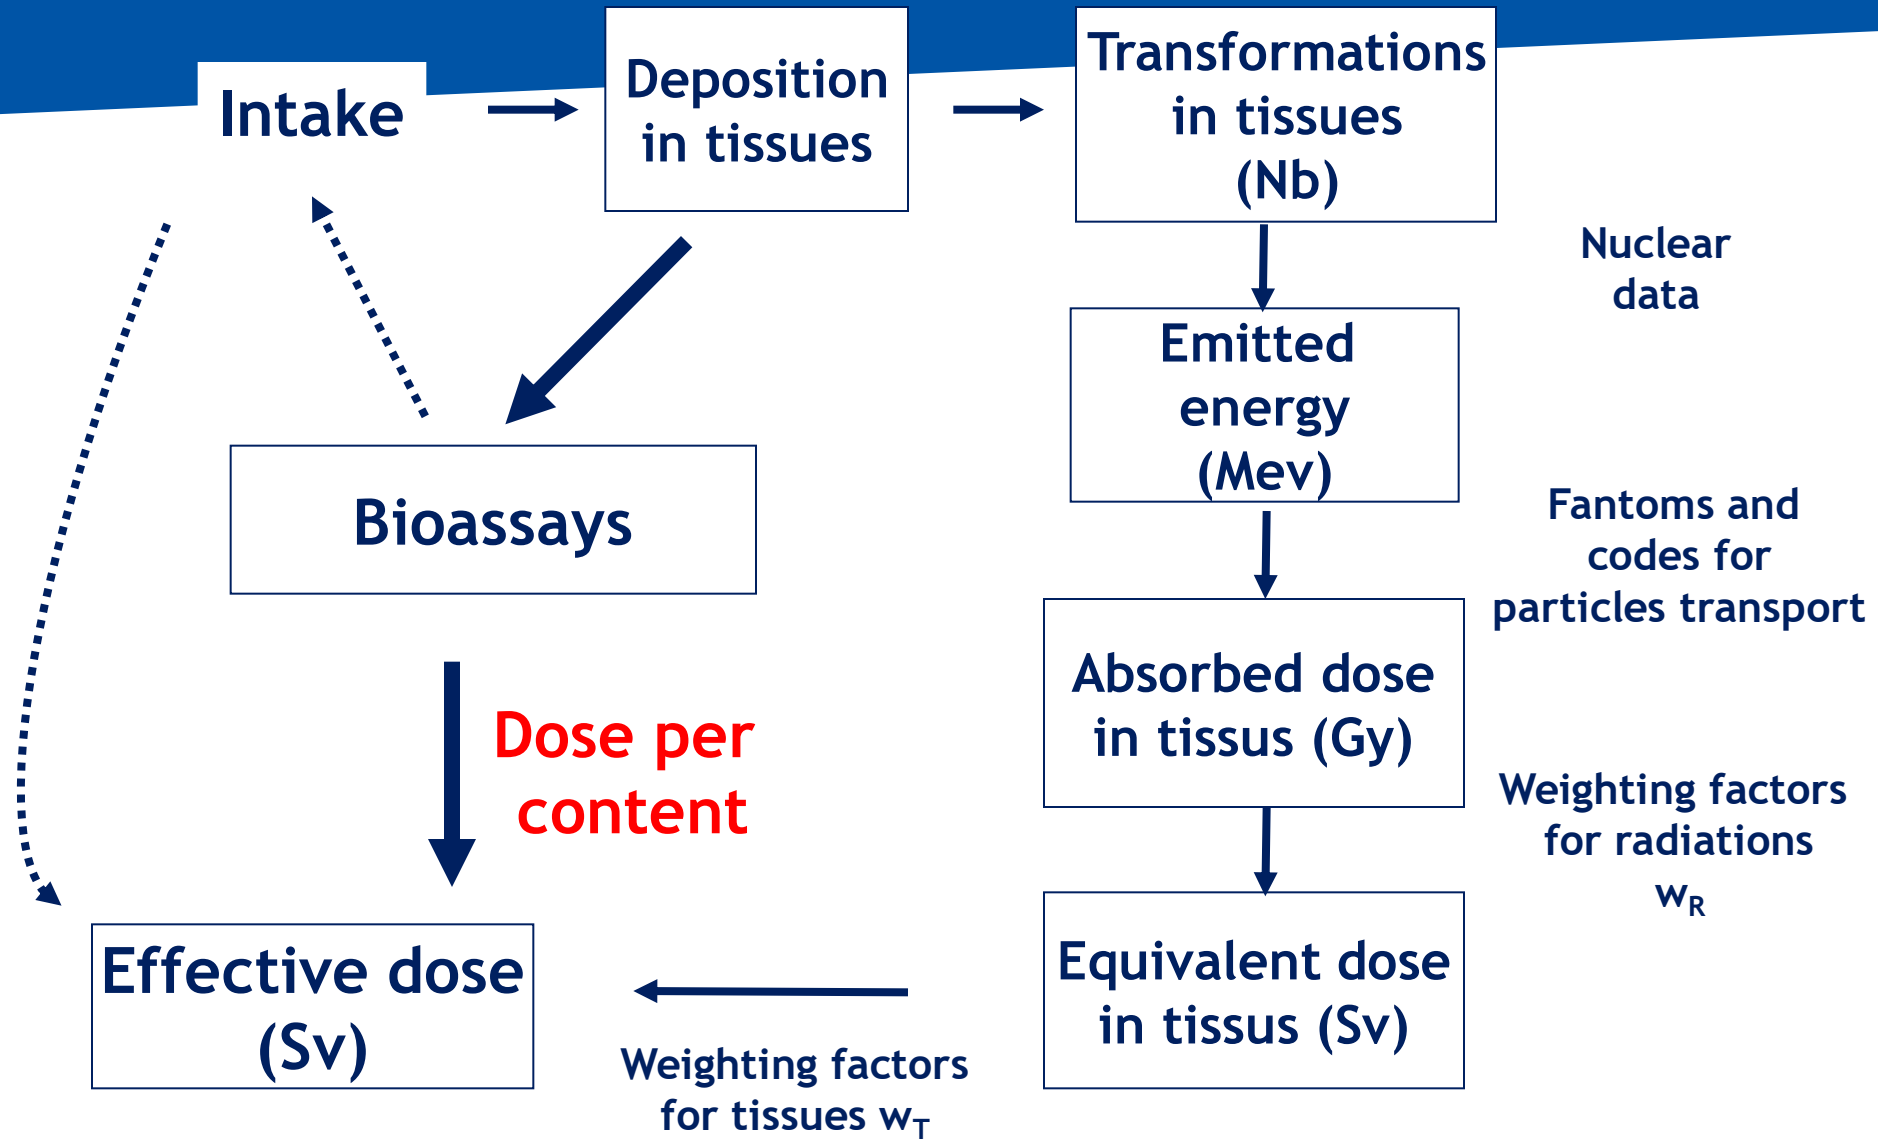 Intake
Deposition
in tissues
Transformations
in tissues
(Nb)
Nuclear
data
Emitted
energy
(Mev)
Bioassays
Fantoms and
codes for
particles transport
Absorbed dose
in tissus (Gy)
Dose per
content
Weighting factors
for radiations
wR
Effective dose
(Sv)
Equivalent dose
in tissus (Sv)
Weighting factors
for tissues wT